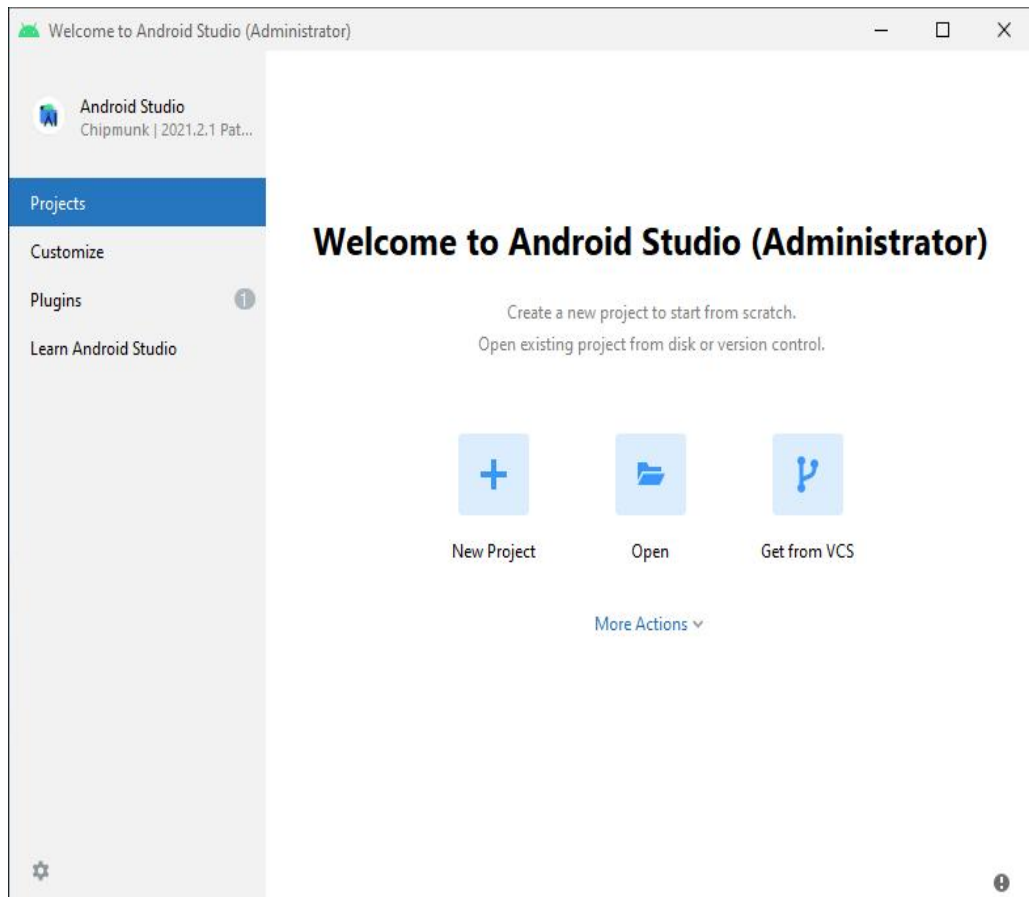 Welcome to Android Studio (Administrator)
Android Studio
Chipmunk | 2021.2.1 Pat...
Projects
Customize
Plugins
1
Learn Android Studio
Welcome to Android Studio (Administrator)
Create a new project to start from scratch.
Open existing project from disk or version control.
New Project
Open
Get from VCS
More Actions